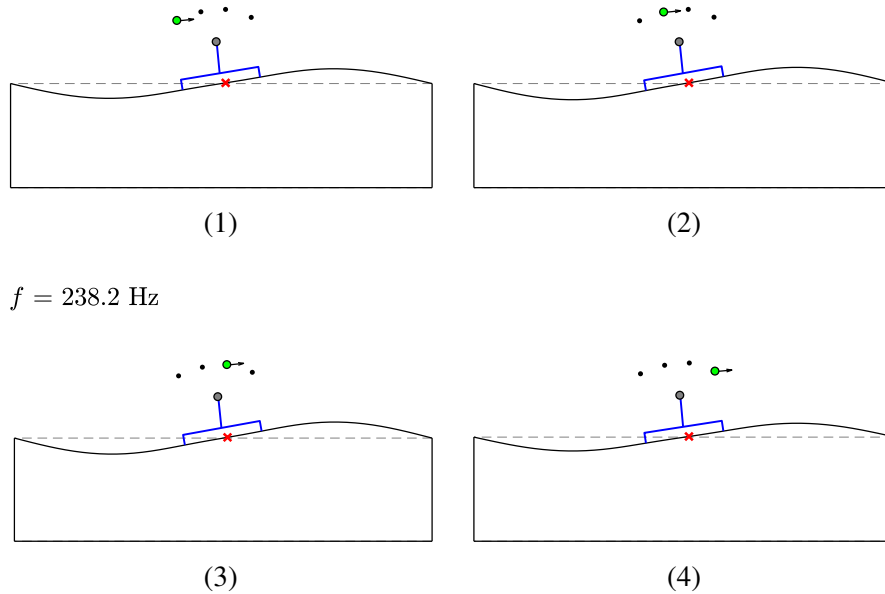 (1)
(2)
f = 238.2 Hz
(3)
(4)